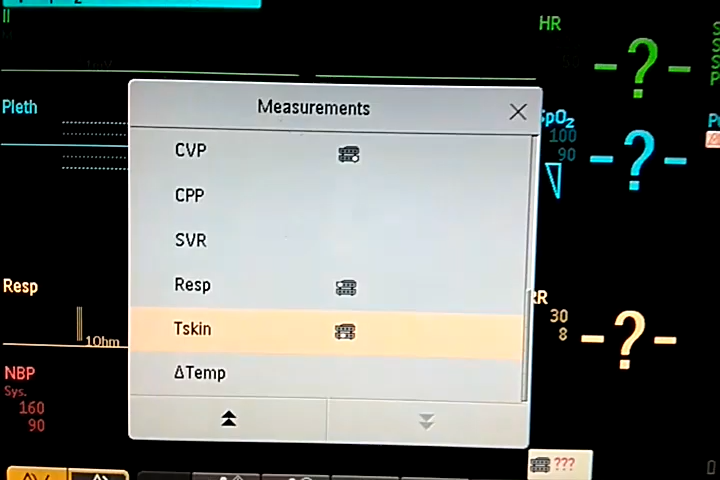 HR
Measurements
Pleth
SpO2
100
90
CVP
CPP
SVR
Resp
Resp
Tskin
ΔTemp
RR
30
8
10hm
NBP
Sys.
160
90
-?-
-?-
-?-
???